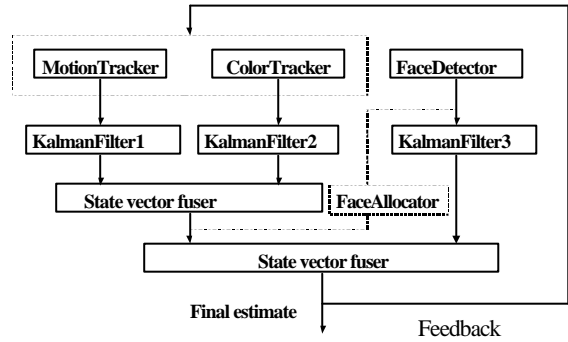 MotionTracker
ColorTracker
FaceDetector
KalmanFilter1
KalmanFilter2
KalmanFilter3
State vector fuser
FaceAllocator
State vector fuser
Final estimate
Feedback